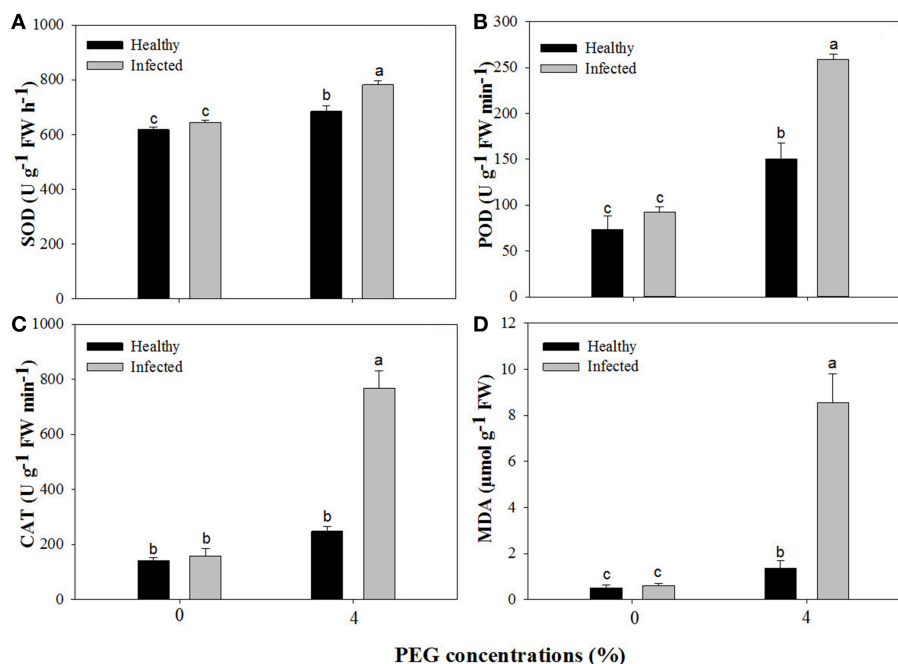 A
SOD (U g-1 FW h-1)
1000
800
600
400
200
0
Healthy
Infected
c
c
b
a
B
POD (U g-1 FW min-1)
300
250
200
150
100
50
0
Healthy
Infected
c
c
b
a
C
CAT (U g-1 FW min-1)
1000
800
600
400
200
0
Healthy
Infected
b
b
b
a
0
4
D
MDA (µmol g-1 FW)
12
10
8
6
4
2
0
Healthy
Infected
c
c
b
a
0
4
PEG concentrations (%)